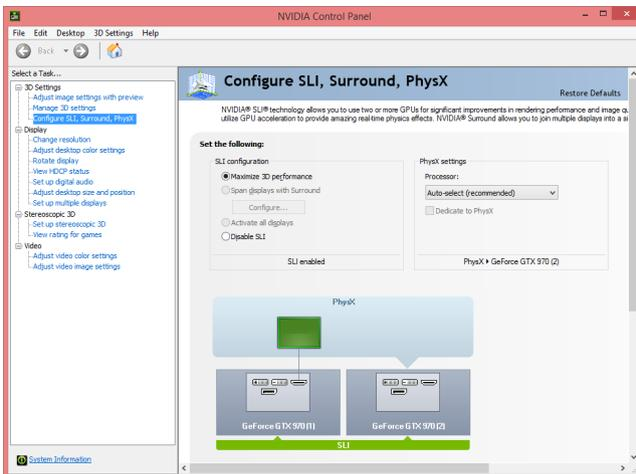 NVIDIA Control Panel
File Edit Desktop 3D Settings Help
Back
Select a Task...
3D Settings
Adjust image settings with preview
Manage 3D settings
Configure SLI, Surround, PhysX
Display
Change resolution
Adjust desktop color settings
Rotate display
View HDCP status
Set up digital audio
Adjust desktop size and position
Set up multiple displays
Stereoscopic 3D
Set up stereoscopic 3D
View rating for games
Video
Adjust video color settings
Adjust video image settings
System Information
Configure SLI, Surround, PhysX
Restore Defaults
NVIDIA® SLI® technology allows you to use two or more GPUs for significant improvements in rendering performance and image qu
utilize GPU acceleration to provide amazing real-time physics effects. NVIDIA® Surround allows you to join multiple displays into a si
Set the following:
SLI configuration
Maximize 3D performance
Span displays with Surround
Configure...
Activate all displays
Disable SLI
SLI enabled
PhysX settings
Processor:
Auto-select (recommended)
Dedicate to PhysX
PhysX ▸ GeForce GTX 970 (2)
PhysX
GeForce GTX 970 (1)
GeForce GTX 970 (2)
SLI